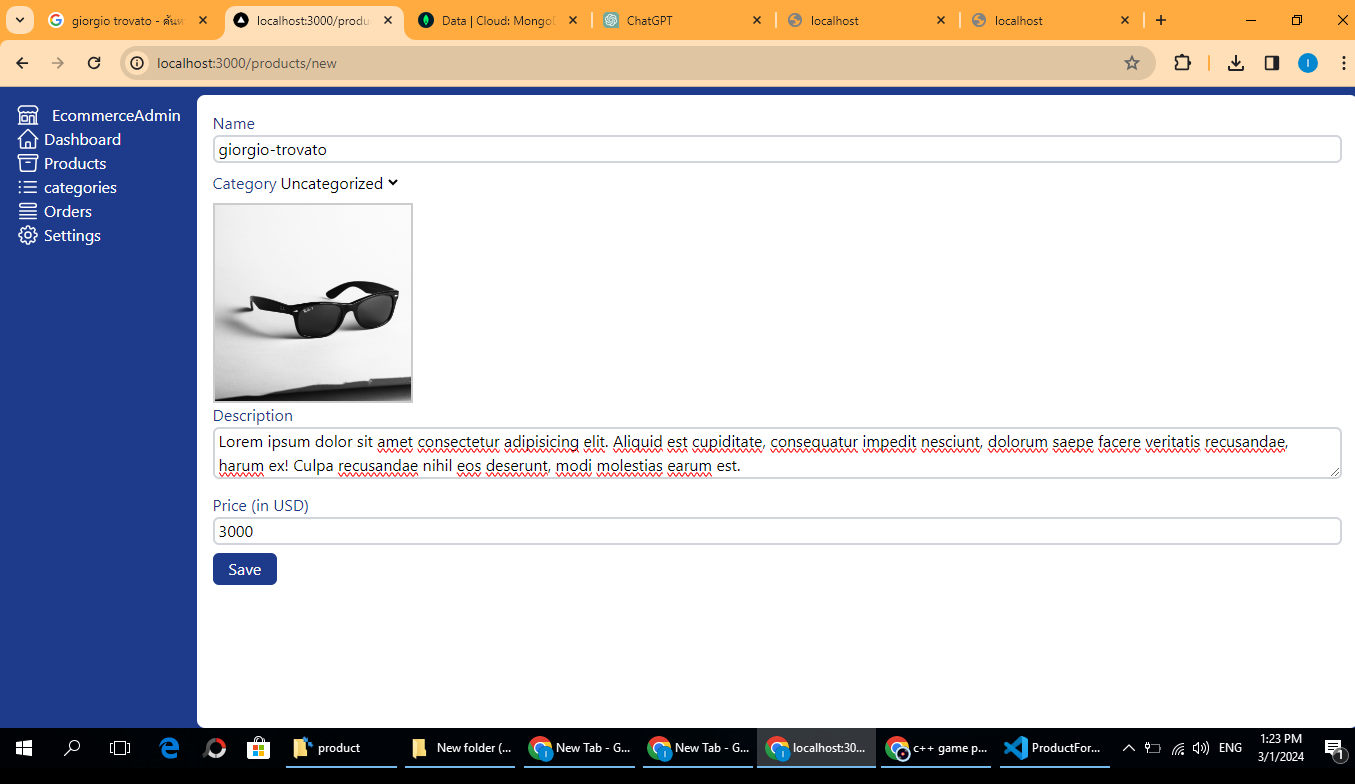 giorgio trovato - ค้นห
localhost:3000/produ
Data | Cloud: Mongo
ChatGPT
localhost
localhost
localhost:3000/products/new
I
EcommerceAdmin
Dashboard
Products
categories
Orders
Settings
Name
giorgio-trovato
Category Uncategorized
Description
Lorem ipsum dolor sit amet consectetur adipisicing elit. Aliquid est cupiditate, consequatur impedit nesciunt, dolorum saepe facere veritatis recusandae,
harum ex! Culpa recusandae nihil eos deserunt, modi molestias earum est.
Price (in USD)
3000
Save
product
New folder (...
New Tab - G...
New Tab - G...
localhost:30...
c++ game p...
ProductFor...
ENG
1:23 PM
3/1/2024
1